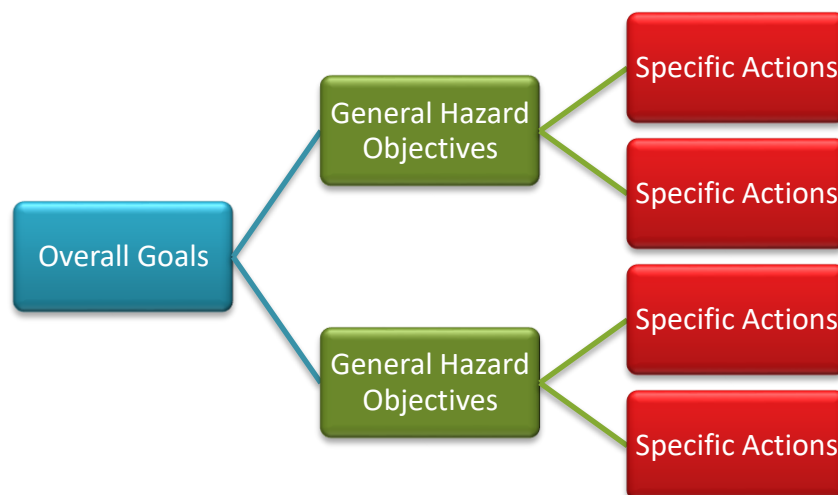 Specific Actions
General Hazard
Objectives
Specific Actions
Overall Goals
Specific Actions
General Hazard
Objectives
Specific Actions